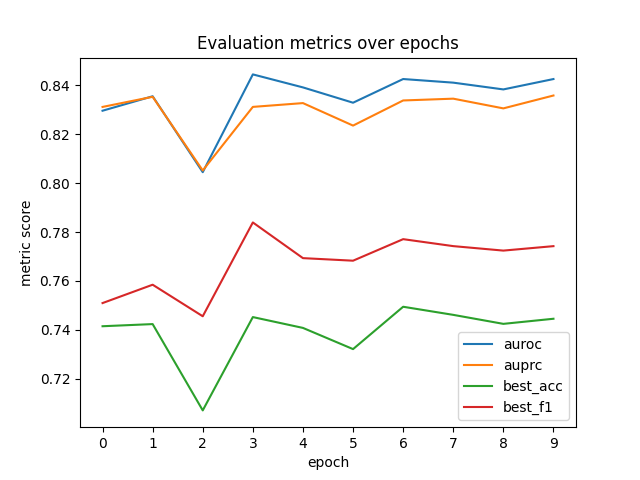 Evaluation metrics over epochs
metric score
0.84
0.82
0.80
0.78
0.76
0.74
0.72
auroc
auprc
best_acc
best_f1
0 1 2 3 4 5 6 7 8 9
epoch